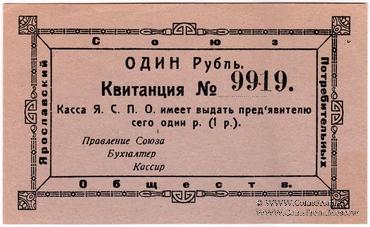 Союз
Ярославский
Потребительных
ОДИН Рубль.
Квитанция № 9919.
Касса Я. С. П. О. имеет выдать пред'явителю
сего один р. (1 р.).
Правление Союза
Бухгалтер
Кассир
Обществ.